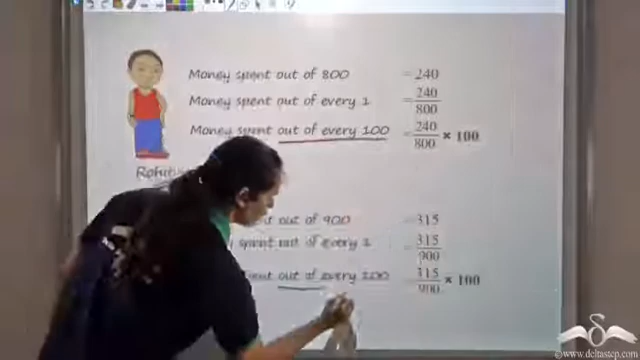 Money spent out of 800 = 240
Money spent out of every 1 = 240/800
Money spent out of every 100 = 240/800 × 100
Rohit
out of 900 = 315
spent out of every 1 = 315/900
out of every 100 = 315/900 × 100
©www.deltastep.com